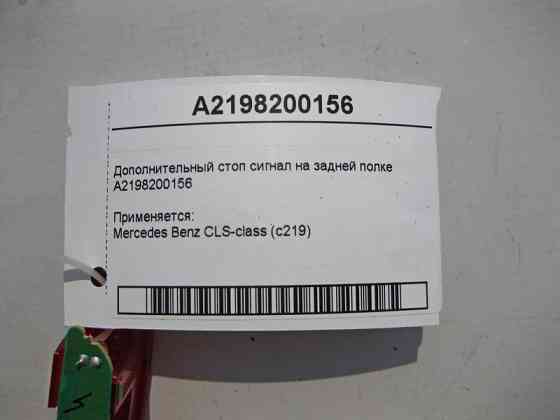 A2198200156
Дополнительный стоп сигнал на задней полке
A2198200156
Применяется:
Mercedes Benz CLS-class (c219)